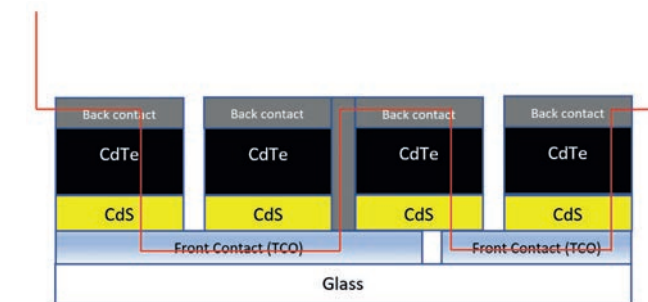 Back contact Back contact Back contact Back contact
CdTe CdTe CdTe CdTe
CdS CdS CdS CdS
Front Contact (TCO) Front Contact (TCO)
Glass